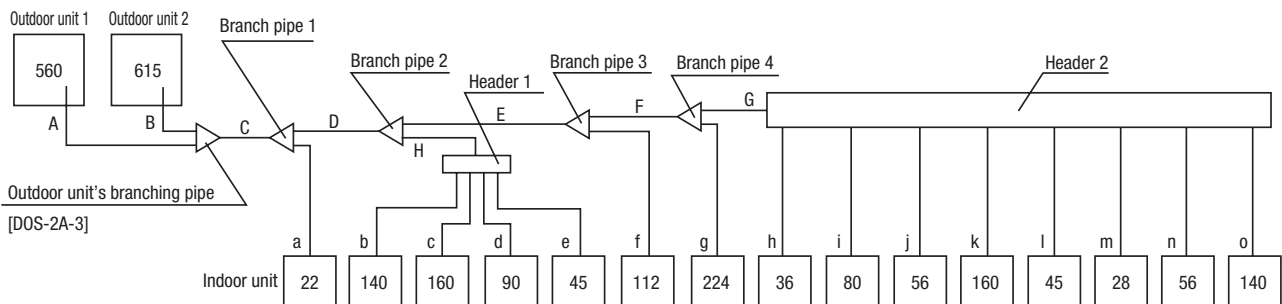 Outdoor unit 1
Outdoor unit 2
Branch pipe 1
Branch pipe 2
Header 1
Branch pipe 3
Branch pipe 4
Header 2
560
615
A
B
C
D
E
F
G
H
Outdoor unit's branching pipe
[DOS-2A-3]
a
b
c
d
e
f
g
h
i
j
k
l
m
n
o
Indoor unit
22
140
160
90
45
112
224
36
80
56
160
45
28
56
140